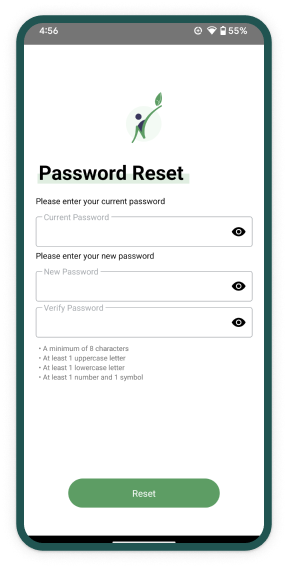 4:56 55%
Password Reset
Please enter your current password
Current Password
Please enter your new password
New Password
Verify Password
• A minimum of 8 characters
• At least 1 uppercase letter
• At least 1 lowercase letter
• At least 1 number and 1 symbol
Reset